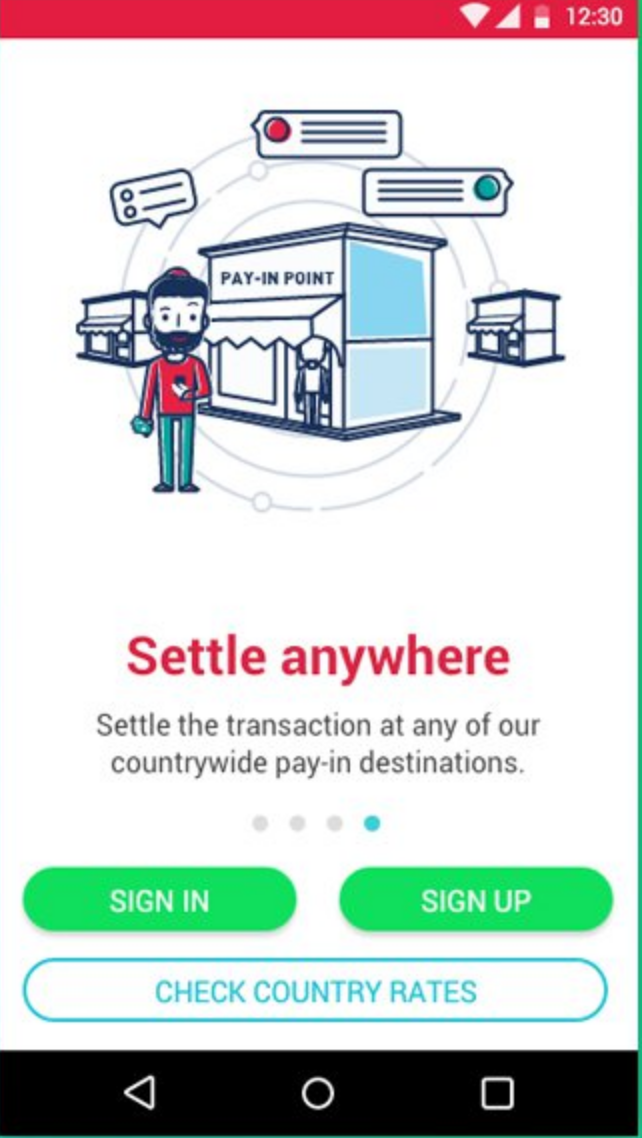 12:30
PAY-IN POINT
Settle anywhere
Settle the transaction at any of our
countrywide pay-in destinations.
SIGN IN
SIGN UP
CHECK COUNTRY RATES